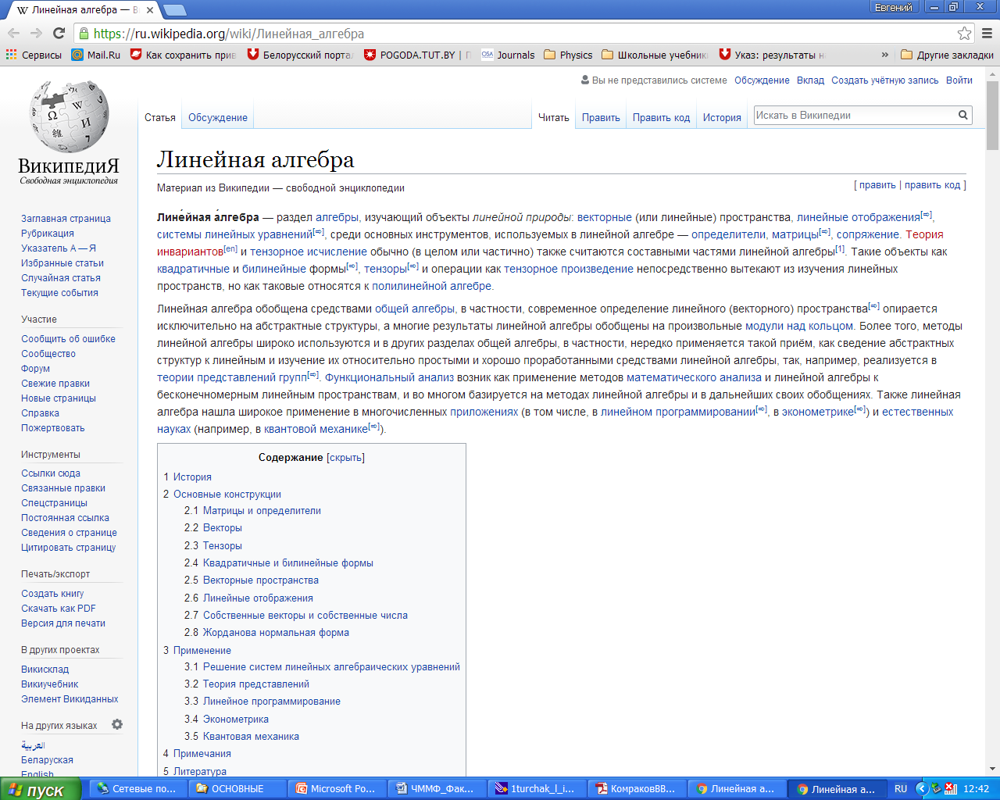 Линейная алгебра — В
Евгений
https://ru.wikipedia.org/wiki/Линейная_алгебра
Сервисы Mail.Ru Как сохранить прив Белорусский порта POGODA.TUT.BY | Journals Physics Школьные учебник Указ: результаты » Другие закладки
Вы не представились системе Обсуждение Вклад Создать учётную запись Войти
Статья Обсуждение Читать Править Править код История Искать в Википедии
ВикипедиЯ
Свободная энциклопедия
Линейная алгебра
Материал из Википедии — свободной энциклопедии
[ править | править код ]
Лине́йная а́лгебра — раздел алгебры, изучающий объекты линейной природы: векторные (или линейные) пространства, линейные отображения[⇨],
системы линейных уравнений[⇨], среди основных инструментов, используемых в линейной алгебре — определители, матрицы[⇨], сопряжение. Теория
инвариантов[en] и тензорное исчисление обычно (в целом или частично) также считаются составными частями линейной алгебры[1]. Такие объекты как
квадратичные и билинейные формы[⇨], тензоры[⇨] и операции как тензорное произведение непосредственно вытекают из изучения линейных
пространств, но как таковые относятся к полилинейной алгебре.
Линейная алгебра обобщена средствами общей алгебры, в частности, современное определение линейного (векторного) пространства[⇨] опирается
исключительно на абстрактные структуры, а многие результаты линейной алгебры обобщены на произвольные модули над кольцом. Более того, методы
линейной алгебры широко используются и в других разделах общей алгебры, в частности, нередко применяется такой приём, как сведение абстрактных
структур к линейным и изучение их относительно простыми и хорошо проработанными средствами линейной алгебры, так, например, реализуется в
теории представлений групп[⇨]. Функциональный анализ возник как применение методов математического анализа и линейной алгебры к
бесконечномерным линейным пространствам, и во многом базируется на методах линейной алгебры и в дальнейших своих обобщениях. Также линейная
алгебра нашла широкое применение в многочисленных приложениях (в том числе, в линейном программировании[⇨], в эконометрике[⇨]) и естественных
науках (например, в квантовой механике[⇨]).
Содержание [скрыть]
1 История
2 Основные конструкции
2.1 Матрицы и определители
2.2 Векторы
2.3 Тензоры
2.4 Квадратичные и билинейные формы
2.5 Векторные пространства
2.6 Линейные отображения
2.7 Собственные векторы и собственные числа
2.8 Жорданова нормальная форма
3 Применение
3.1 Решение систем линейных алгебраических уравнений
3.2 Теория представлений
3.3 Линейное программирование
3.4 Эконометрика
3.5 Квантовая механика
4 Примечания
5 Литература
Заглавная страница
Рубрикация
Указатель А — Я
Избранные статьи
Случайная статья
Текущие события
Участие
Сообщить об ошибке
Сообщество
Форум
Свежие правки
Новые страницы
Справка
Пожертвовать
Инструменты
Ссылки сюда
Связанные правки
Спецстраницы
Постоянная ссылка
Сведения о странице
Цитировать страницу
Печать/экспорт
Создать книгу
Скачать как PDF
Версия для печати
В других проектах
Викисклад
Викиучебник
Элемент Викиданных
На других языках
العربية
Беларуская
English
пуск Сетевые по... ОСНОВНЫЕ Microsoft Po... ЧММФ_Фак... 1turchak_l_i... КомраковВВ... Линейная а... Линейная а... RU 12:42